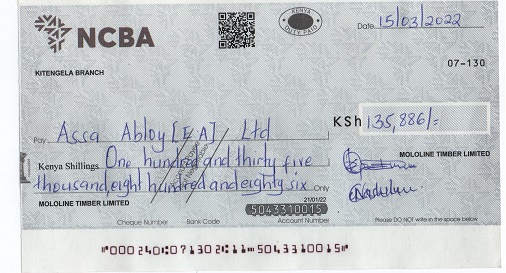 NCBA
KENYA
DUTY PAID
Date 15/03/2022
KITENGELA BRANCH
07-130
Pay Assa Abloy [E A] Ltd
KSh 135,886/=
Kenya Shillings One hundred and thirty five
thousand, eight hundred and eighty six Only
MOLOLINE TIMBER LIMITED
MOLOLINE TIMBER LIMITED
21/01/22
5043310015
Cheque Number Bank Code Account Number
Please DO NOT write in the space below
"000240"071302"11"5043310015"